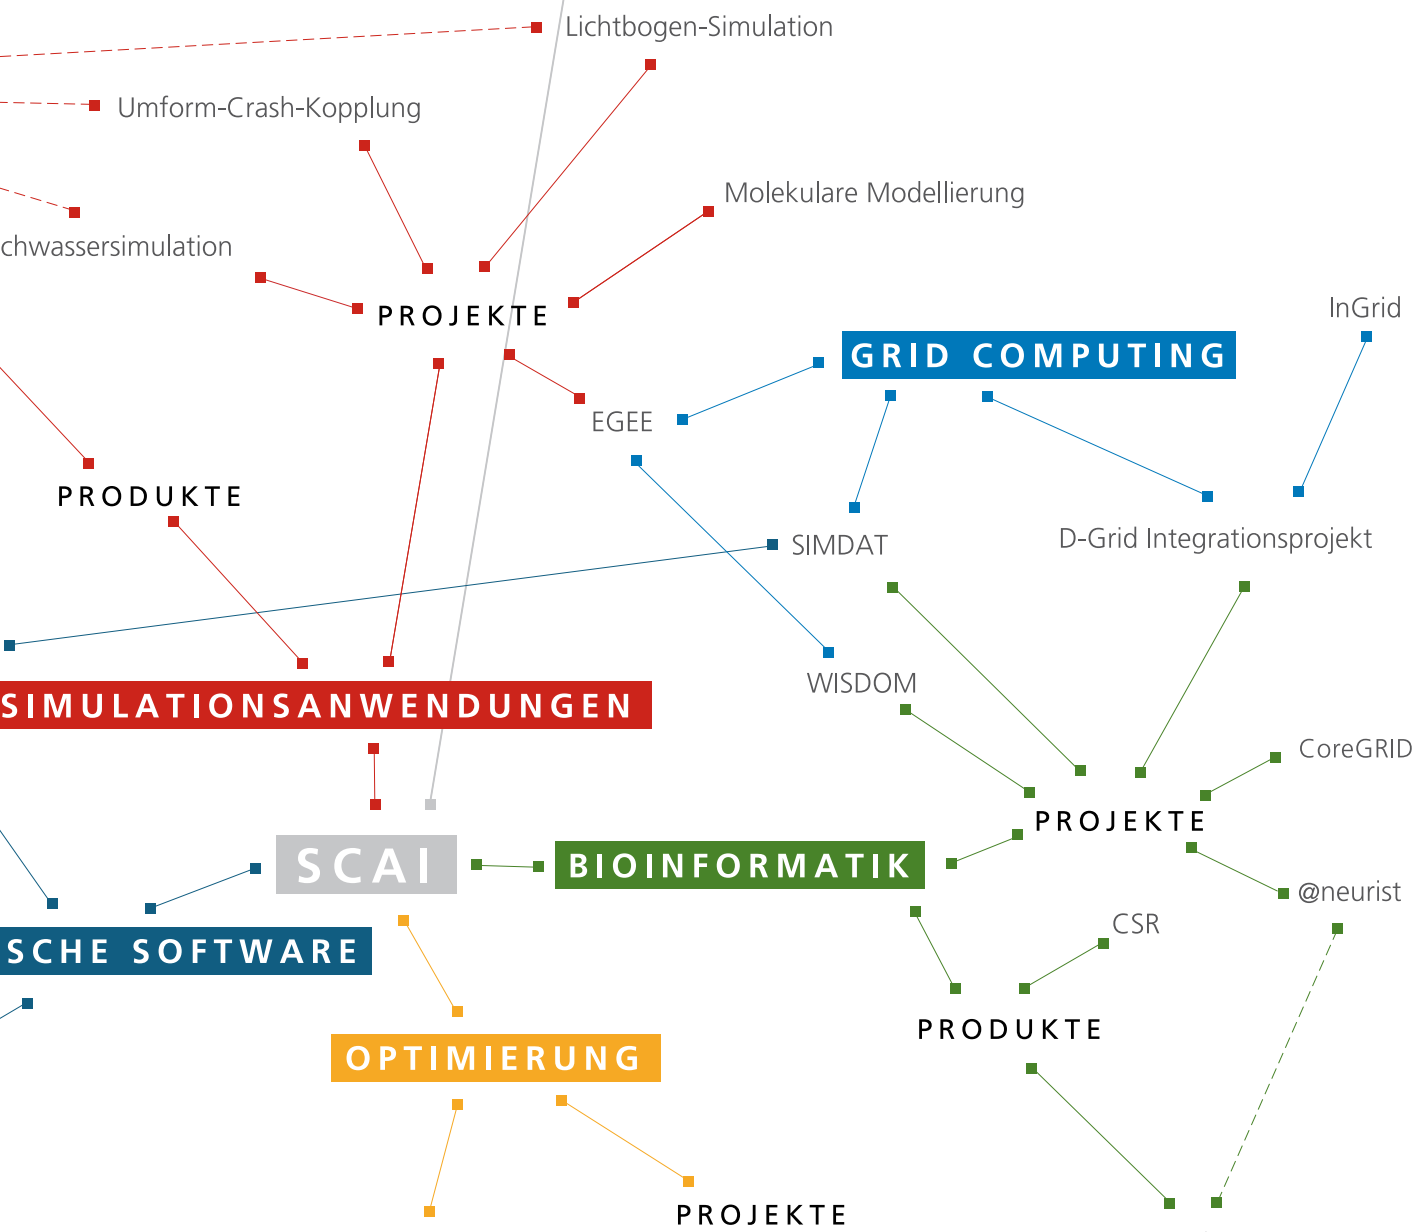 Lichtbogen-Simulation
Umform-Crash-Kopplung
Molekulare Modellierung
chwassersimulation
PROJEKTE
InGrid
GRID COMPUTING
EGEE
PRODUKTE
SIMDAT
D-Grid Integrationsprojekt
WISDOM
SIMULATIONSANWENDUNGEN
CoreGRID
PROJEKTE
SCAI
BIOINFORMATIK
@neurist
CSR
SCHE SOFTWARE
PRODUKTE
OPTIMIERUNG
PROJEKTE